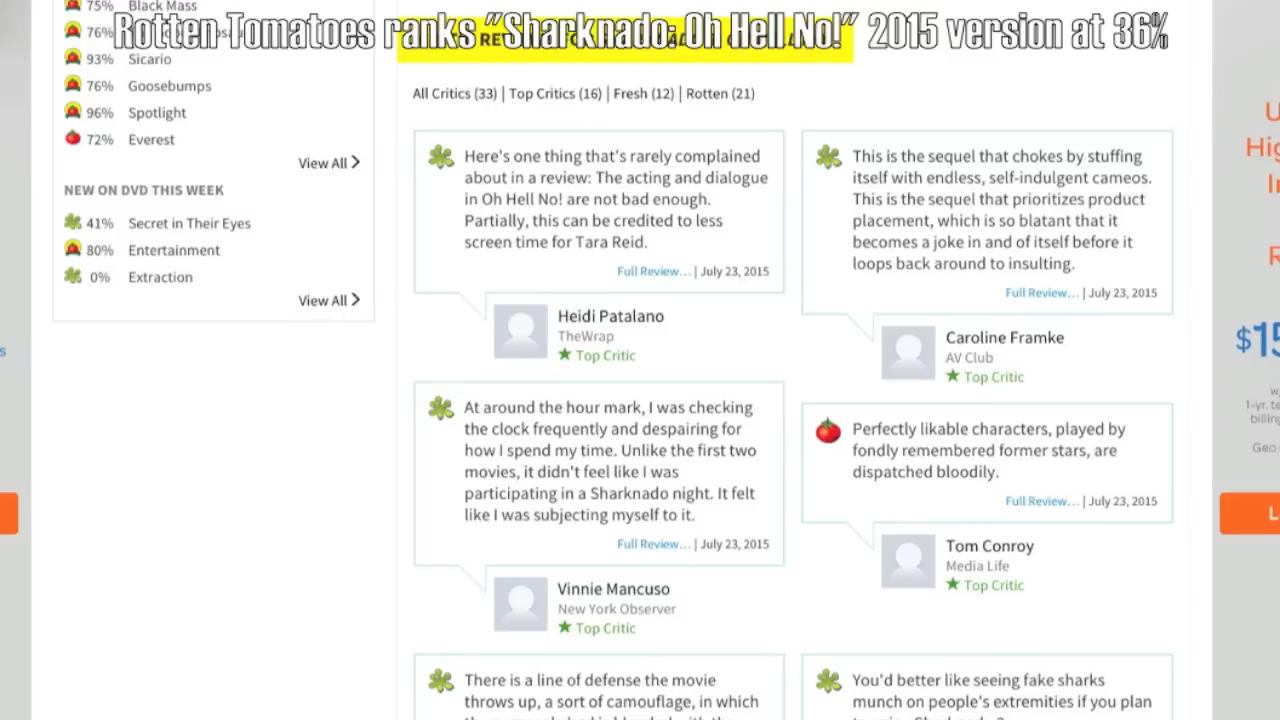 Rotten Tomatoes ranks "Sharknado: Oh Hell No!" 2015 version at 36%
75% Black Mass
76%
93% Sicario
76% Goosebumps
96% Spotlight
72% Everest
View All
NEW ON DVD THIS WEEK
41% Secret in Their Eyes
80% Entertainment
0% Extraction
View All
All Critics (33) | Top Critics (16) | Fresh (12) | Rotten (21)
Here's one thing that's rarely complained
about in a review: The acting and dialogue
in Oh Hell No! are not bad enough.
Partially, this can be credited to less
screen time for Tara Reid.
Full Review... | July 23, 2015
Heidi Patalano
TheWrap
Top Critic
This is the sequel that chokes by stuffing
itself with endless, self-indulgent cameos.
This is the sequel that prioritizes product
placement, which is so blatant that it
becomes a joke in and of itself before it
loops back around to insulting.
Full Review... | July 23, 2015
Caroline Framke
AV Club
Top Critic
At around the hour mark, I was checking
the clock frequently and despairing for
how I spend my time. Unlike the first two
movies, it didn't feel like I was
participating in a Sharknado night. It felt
like I was subjecting myself to it.
Full Review... | July 23, 2015
Vinnie Mancuso
New York Observer
Top Critic
Perfectly likable characters, played by
fondly remembered former stars, are
dispatched bloodily.
Full Review... | July 23, 2015
Tom Conroy
Media Life
Top Critic
There is a line of defense the movie
throws up, a sort of camouflage, in which
You'd better like seeing fake sharks
munch on people's extremities if you plan
$15
1-yr. te
billing
Geo